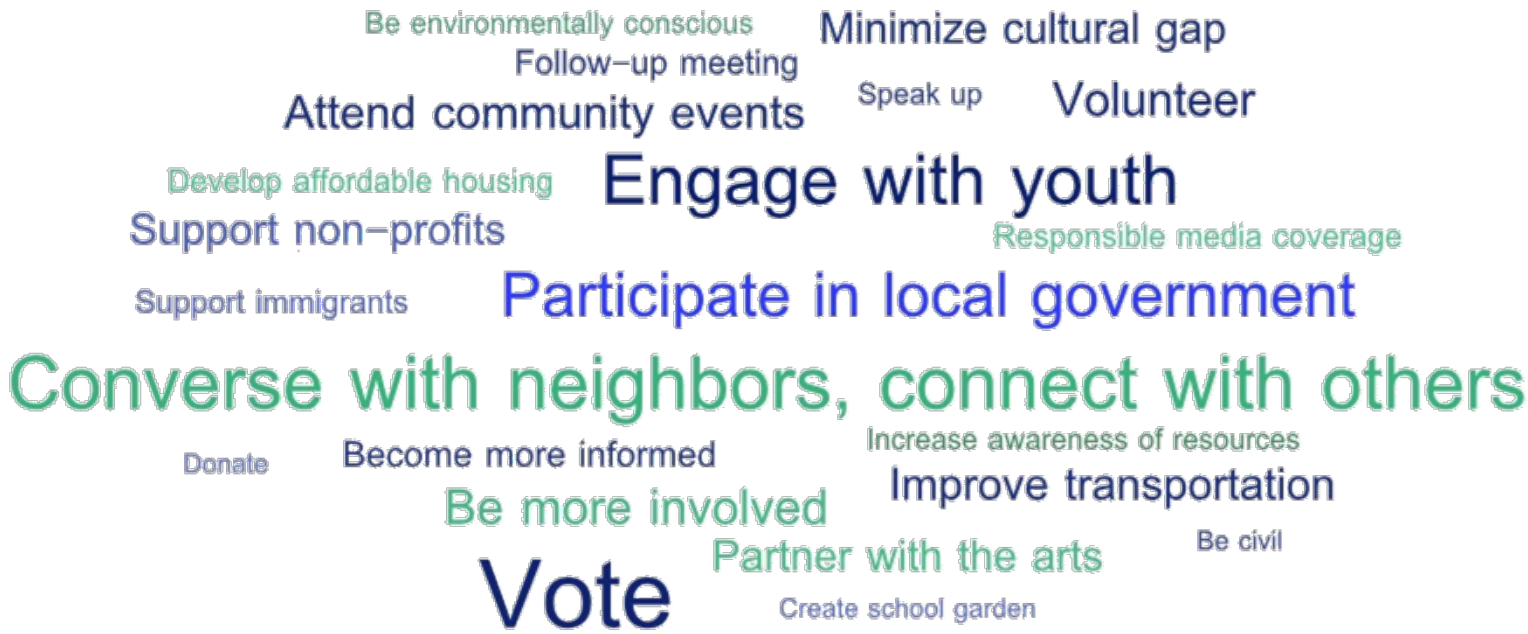 Be environmentally conscious
Minimize cultural gap
Follow-up meeting
Attend community events
Speak up
Volunteer
Develop affordable housing
Engage with youth
Support non-profits
Responsible media coverage
Support immigrants
Participate in local government
Converse with neighbors, connect with others
Donate
Become more informed
Increase awareness of resources
Improve transportation
Be more involved
Be civil
Partner with the arts
Vote
Create school garden